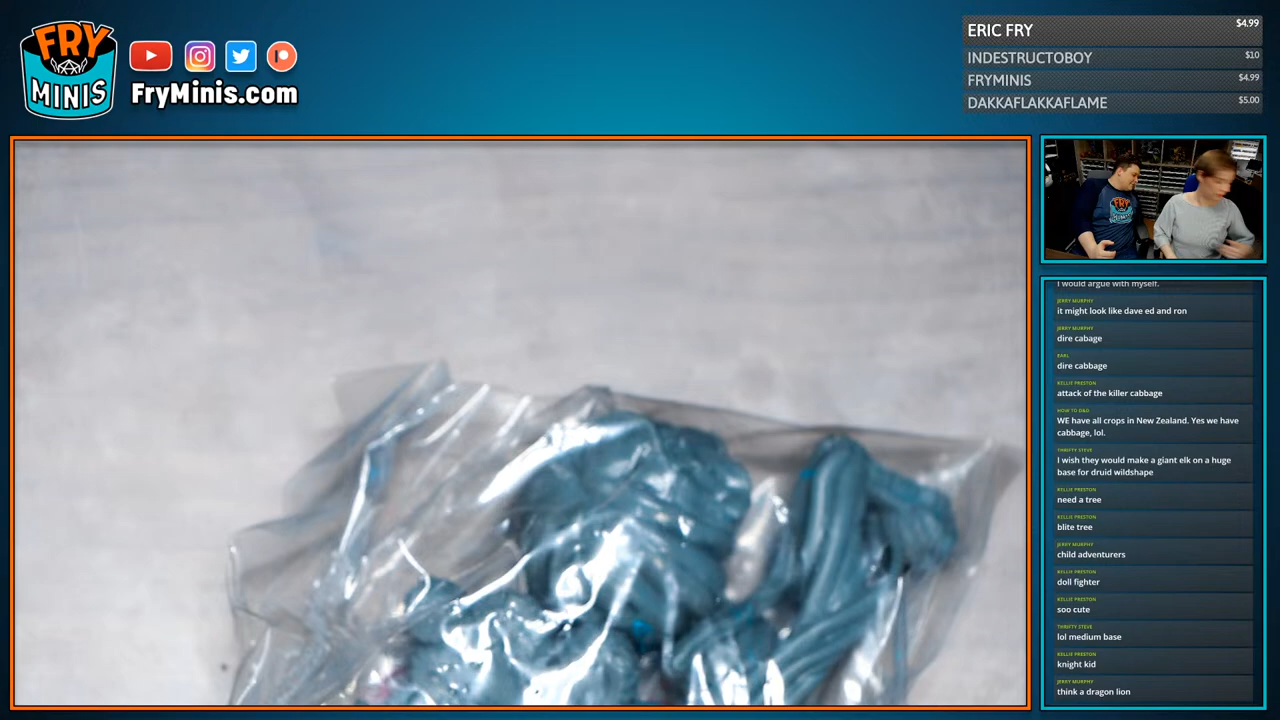 FRY
MINIS
FryMinis.com
ERIC FRY $4.99
INDESTRUCTOBOY $10
FRYMINIS $4.99
DAKKAFLAKKAFLAME $5.00
I would argue with myself.
JERRY MURPHY
it might look like dave ed and ron
JERRY MURPHY
dire cabage
EARL
dire cabbage
KELLIE PRESTON
attack of the killer cabbage
HOW TO D&D
WE have all crops in New Zealand. Yes we have
cabbage, lol.
THRIFTY STEVE
I wish they would make a giant elk on a huge
base for druid wildshape
KELLIE PRESTON
need a tree
KELLIE PRESTON
blite tree
JERRY MURPHY
child adventurers
KELLIE PRESTON
doll fighter
KELLIE PRESTON
soo cute
THRIFTY STEVE
lol medium base
KELLIE PRESTON
knight kid
JERRY MURPHY
think a dragon lion